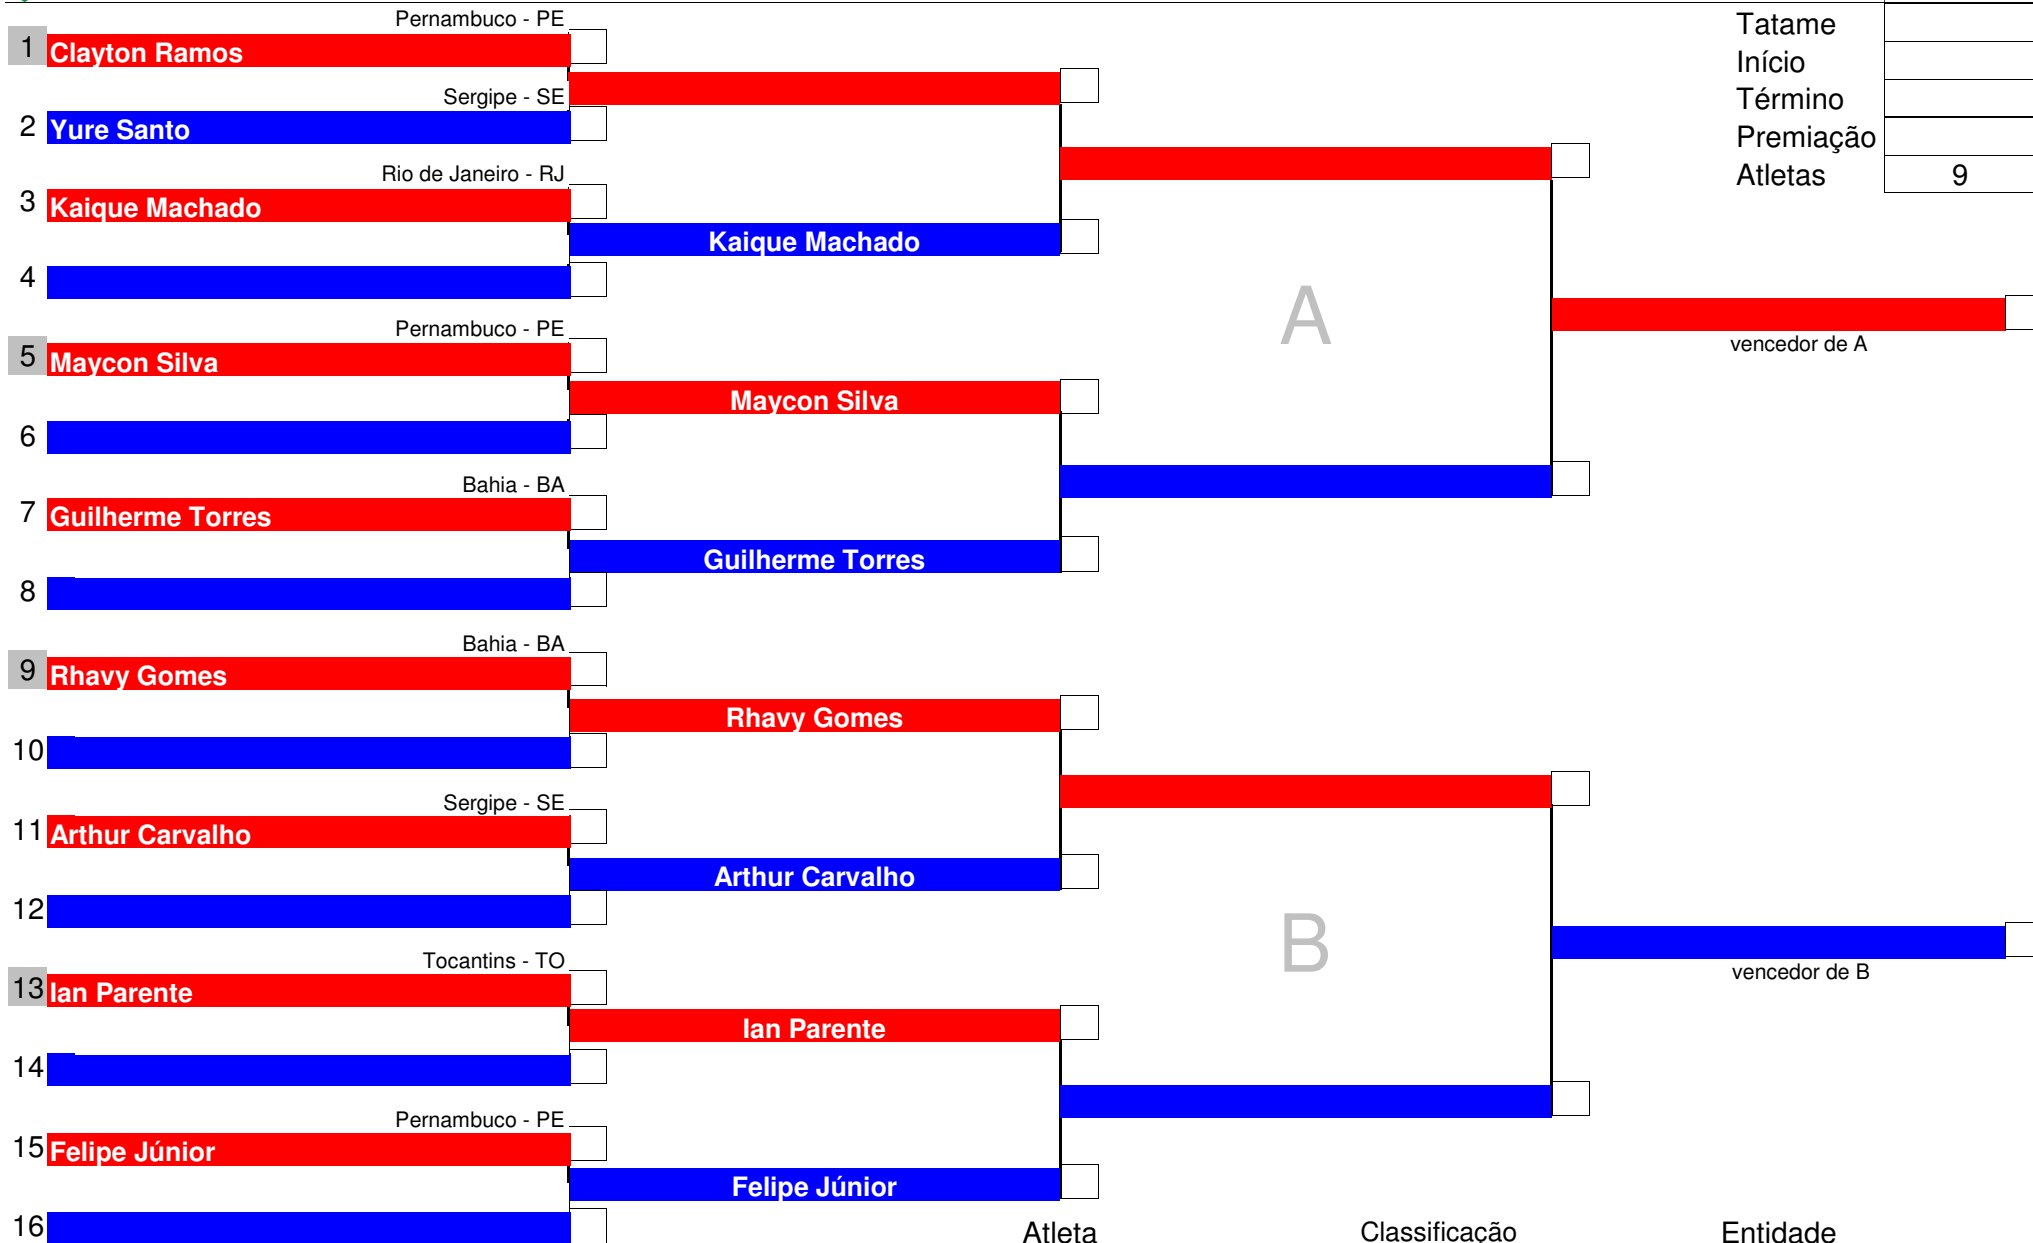 Pernambuco - PE
1 Clayton Ramos
Sergipe - SE
2 Yure Santo
Rio de Janeiro - RJ
3 Kaique Machado
Kaique Machado
4
Pernambuco - PE
5 Maycon Silva
Maycon Silva
6
Bahia - BA
7 Guilherme Torres
Guilherme Torres
8
Bahia - BA
9 Rhavy Gomes
Rhavy Gomes
10
Sergipe - SE
11 Arthur Carvalho
Arthur Carvalho
12
Tocantins - TO
13 Ian Parente
Ian Parente
14
Pernambuco - PE
15 Felipe Júnior
Felipe Júnior
16
A
B
vencedor de A
vencedor de B
Tatame
Início
Término
Premiação
Atletas 9
Atleta Classificação Entidade